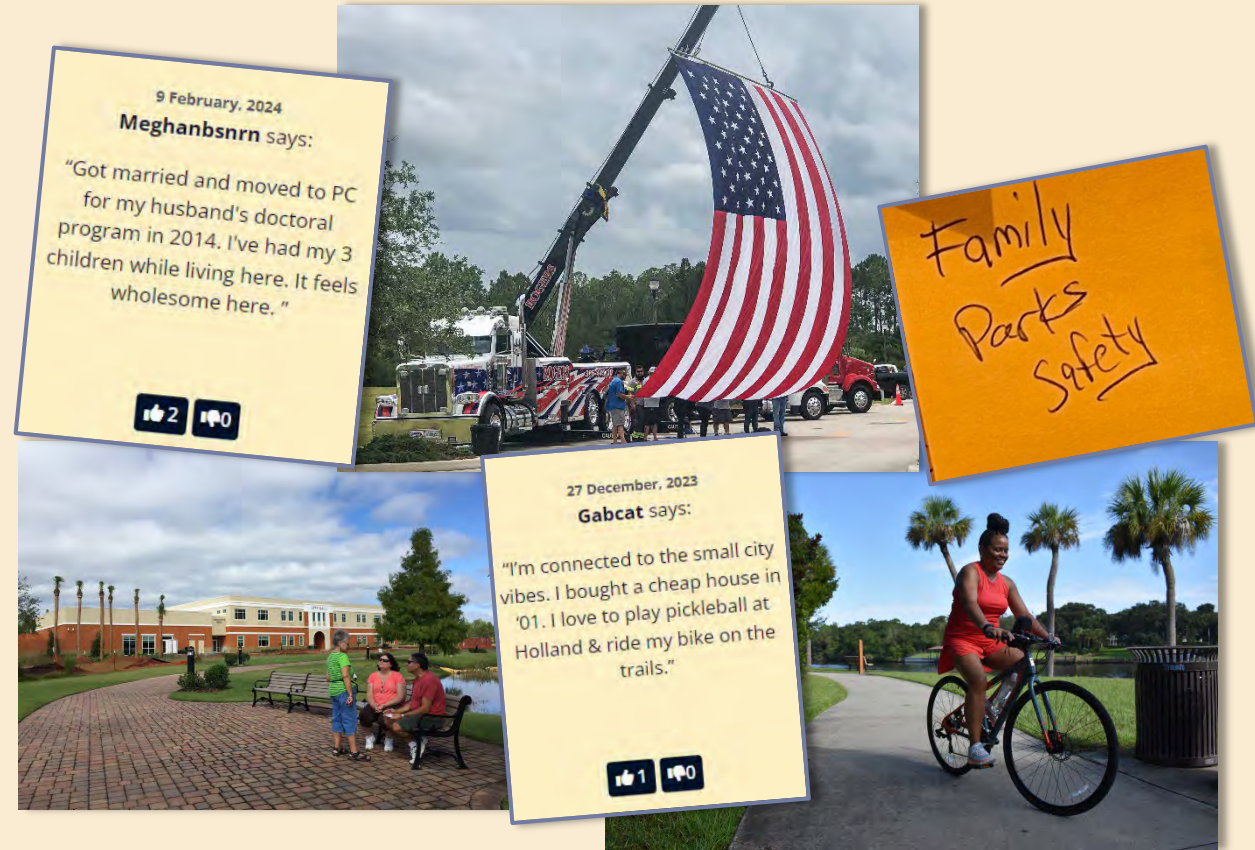 9 February, 2024
Meghanbsnrn says:
“Got married and moved to PC
for my husband's doctoral
program in 2014. I've had my 3
children while living here. It feels
wholesome here. ”
2
0
Family
Parks
Safety
27 December, 2023
Gabcat says:
“I'm connected to the small city
vibes. I bought a cheap house in
'01. I love to play pickleball at
Holland & ride my bike on the
trails.”
1
0